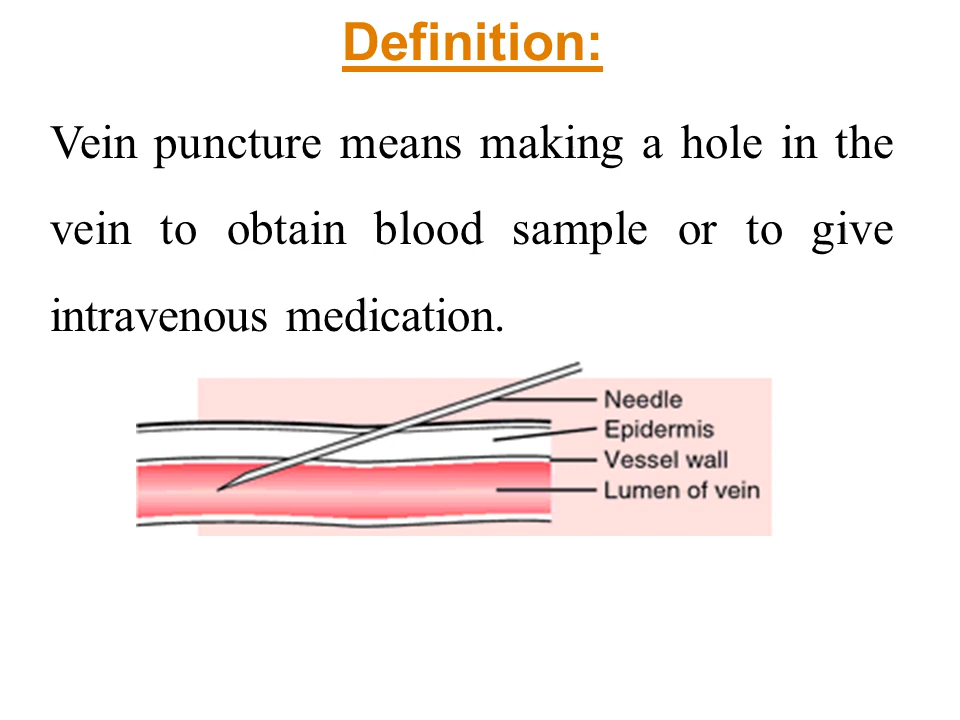 Definition:
Vein puncture means making a hole in the
vein to obtain blood sample or to give
intravenous medication.
Needle
Epidermis
Vessel wall
Lumen of vein